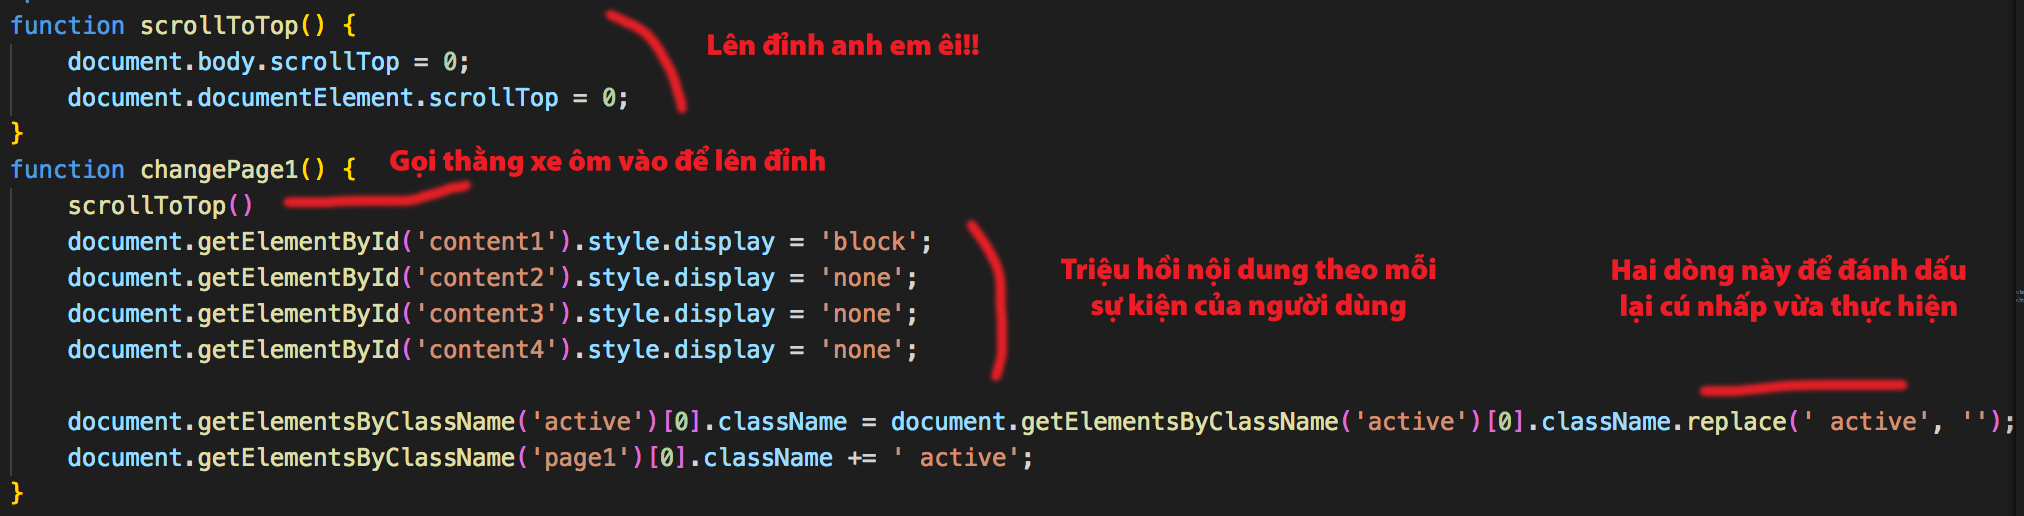 function scrollToTop() {
Lên đỉnh anh em êi!!
document.body.scrollTop = 0;
document.documentElement.scrollTop = 0;
}
Gọi thằng xe ôm vào để lên đỉnh
function changePage1() {
scrollToTop()
document.getElementById('content1').style.display = 'block';
document.getElementById('content2').style.display = 'none';
document.getElementById('content3').style.display = 'none';
document.getElementById('content4').style.display = 'none';
Triệu hồi nội dung theo mỗi
sự kiện của người dùng
Hai dòng này để đánh dấu
lại cú nhấp vừa thực hiện
document.getElementsByClassName('active')[0].className = document.getElementsByClassName('active')[0].className.replace(' active', '');
document.getElementsByClassName('page1')[0].className += ' active';
}